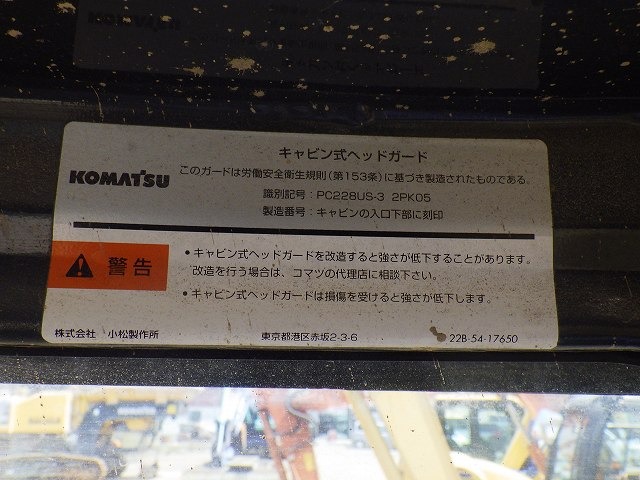 キャビン式ヘッドガード
KOMATSU
このガードは労働安全衛生規則(第153条)に基づき製造されたものである。
識別記号：PC228US-3 2PK05
製造番号：キャビンの入口下部に刻印
警告
•キャビン式ヘッドガードを改造すると強さが低下することがあります。
改造を行う場合は、コマツの代理店に相談下さい。
•キャビン式ヘッドガードは損傷を受けると強さが低下します。
株式会社 小松製作所 東京都港区赤坂2-3-6 22B-54-17650